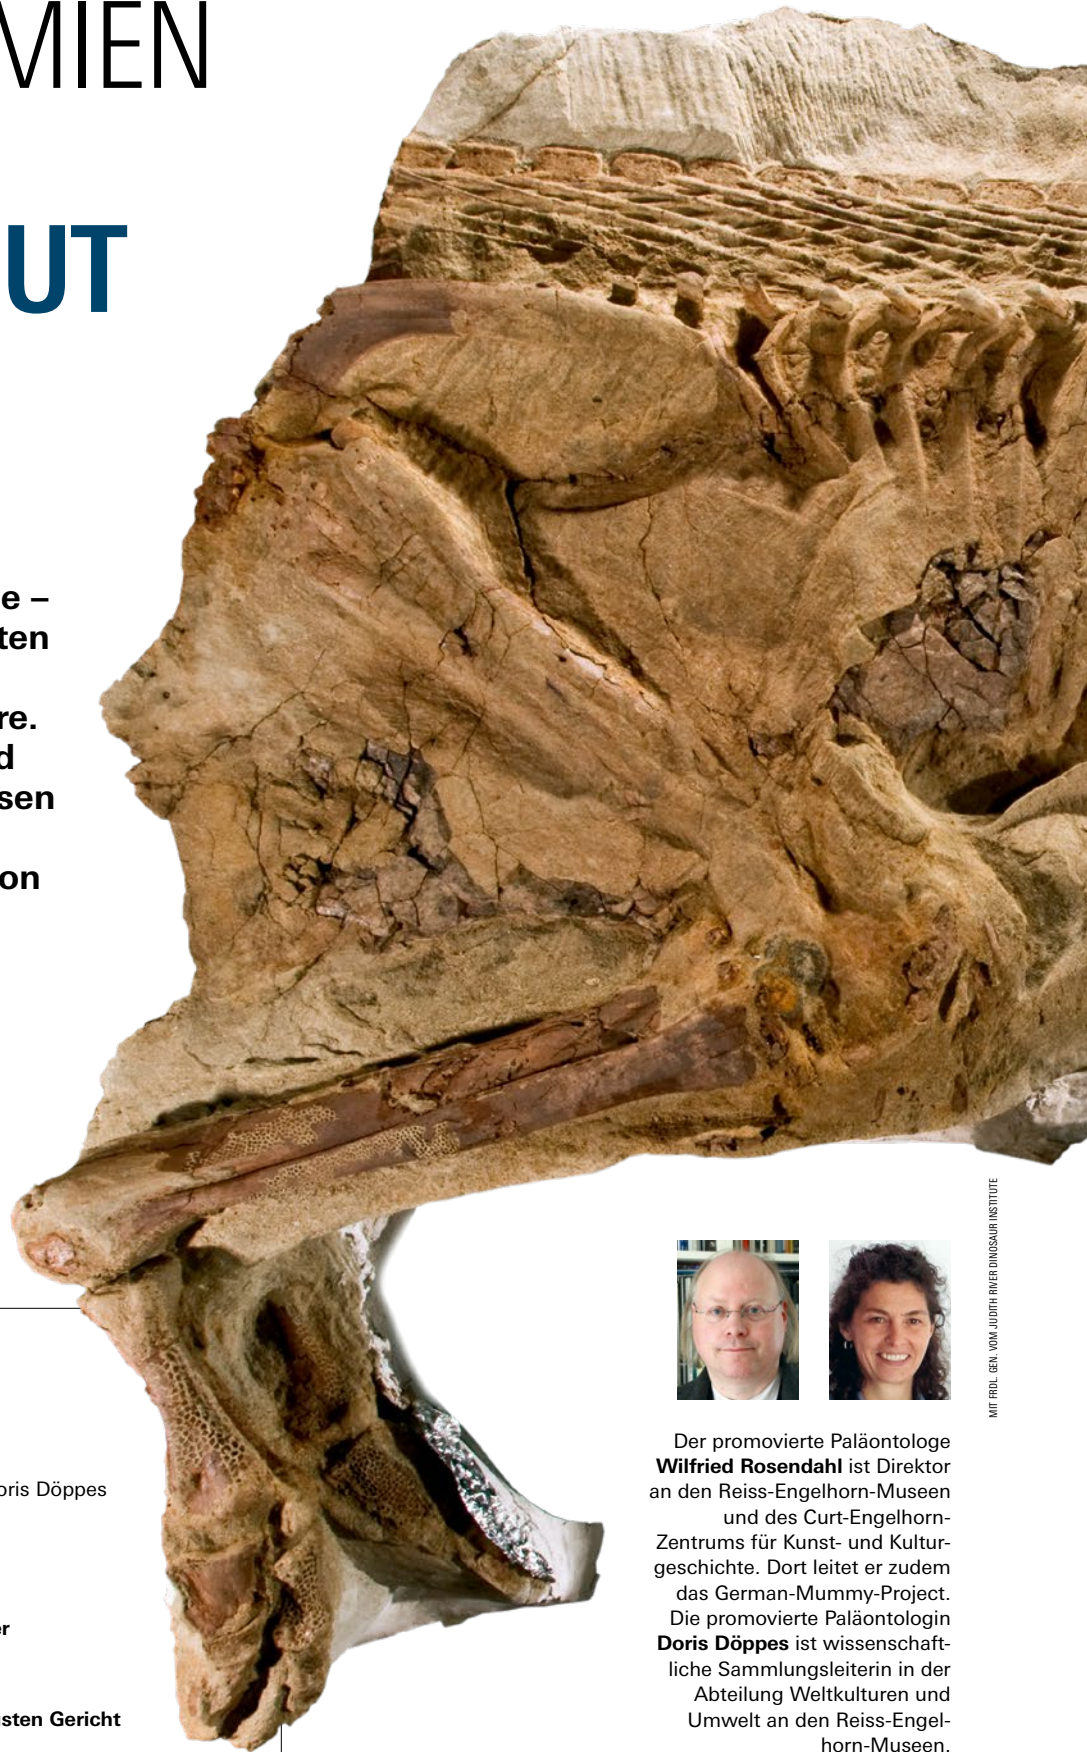 MIEN
UT
e –
ten
re.
d
sen
on
oris Döppes
er
sten Gericht
MIT FRDL. GEN. VOM JUDITH RIVER DINOSAUR INSTITUTE
Der promovierte Paläontologe
Wilfried Rosendahl ist Direktor
an den Reiss-Engelhorn-Museen
und des Curt-Engelhorn-
Zentrums für Kunst- und Kultur-
geschichte. Dort leitet er zudem
das German-Mummy-Project.
Die promovierte Paläontologin
Doris Döppes ist wissenschaft-
liche Sammlungsleiterin in der
Abteilung Weltkulturen und
Umwelt an den Reiss-Engel-
horn-Museen.